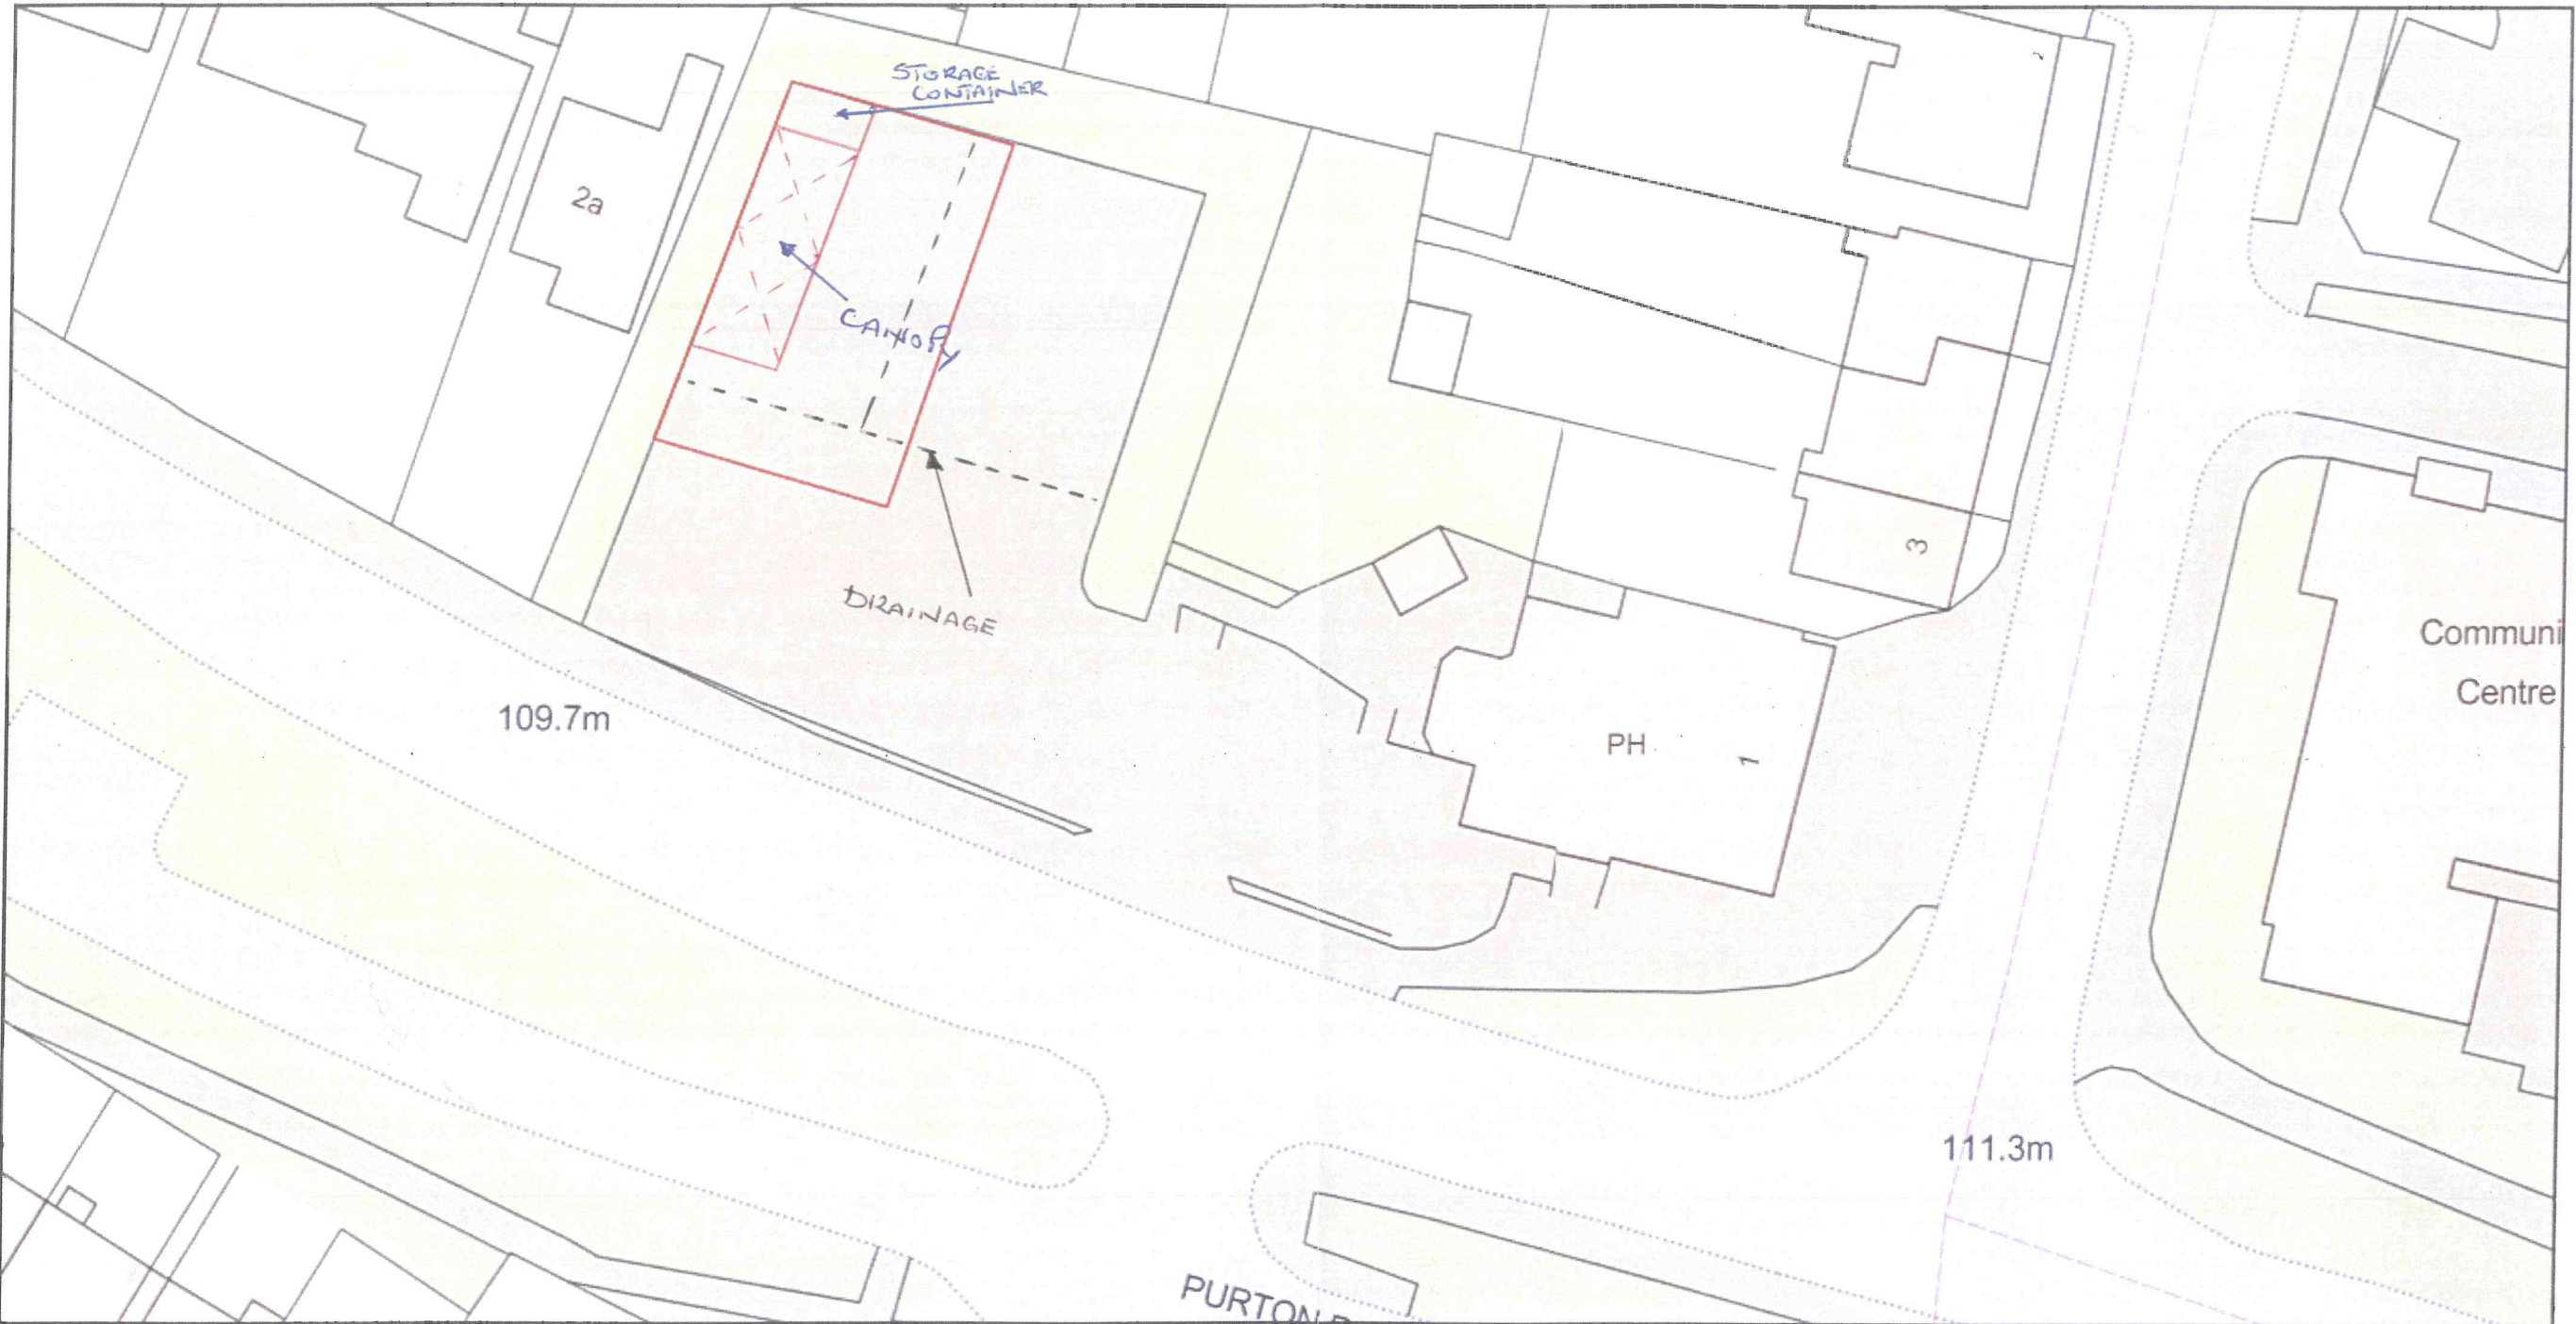 STORAGE
CONTAINER
2a
CANOPY
DRAINAGE
3
109.7m
PH
1
Communi
Centre
111.3m
PURTON